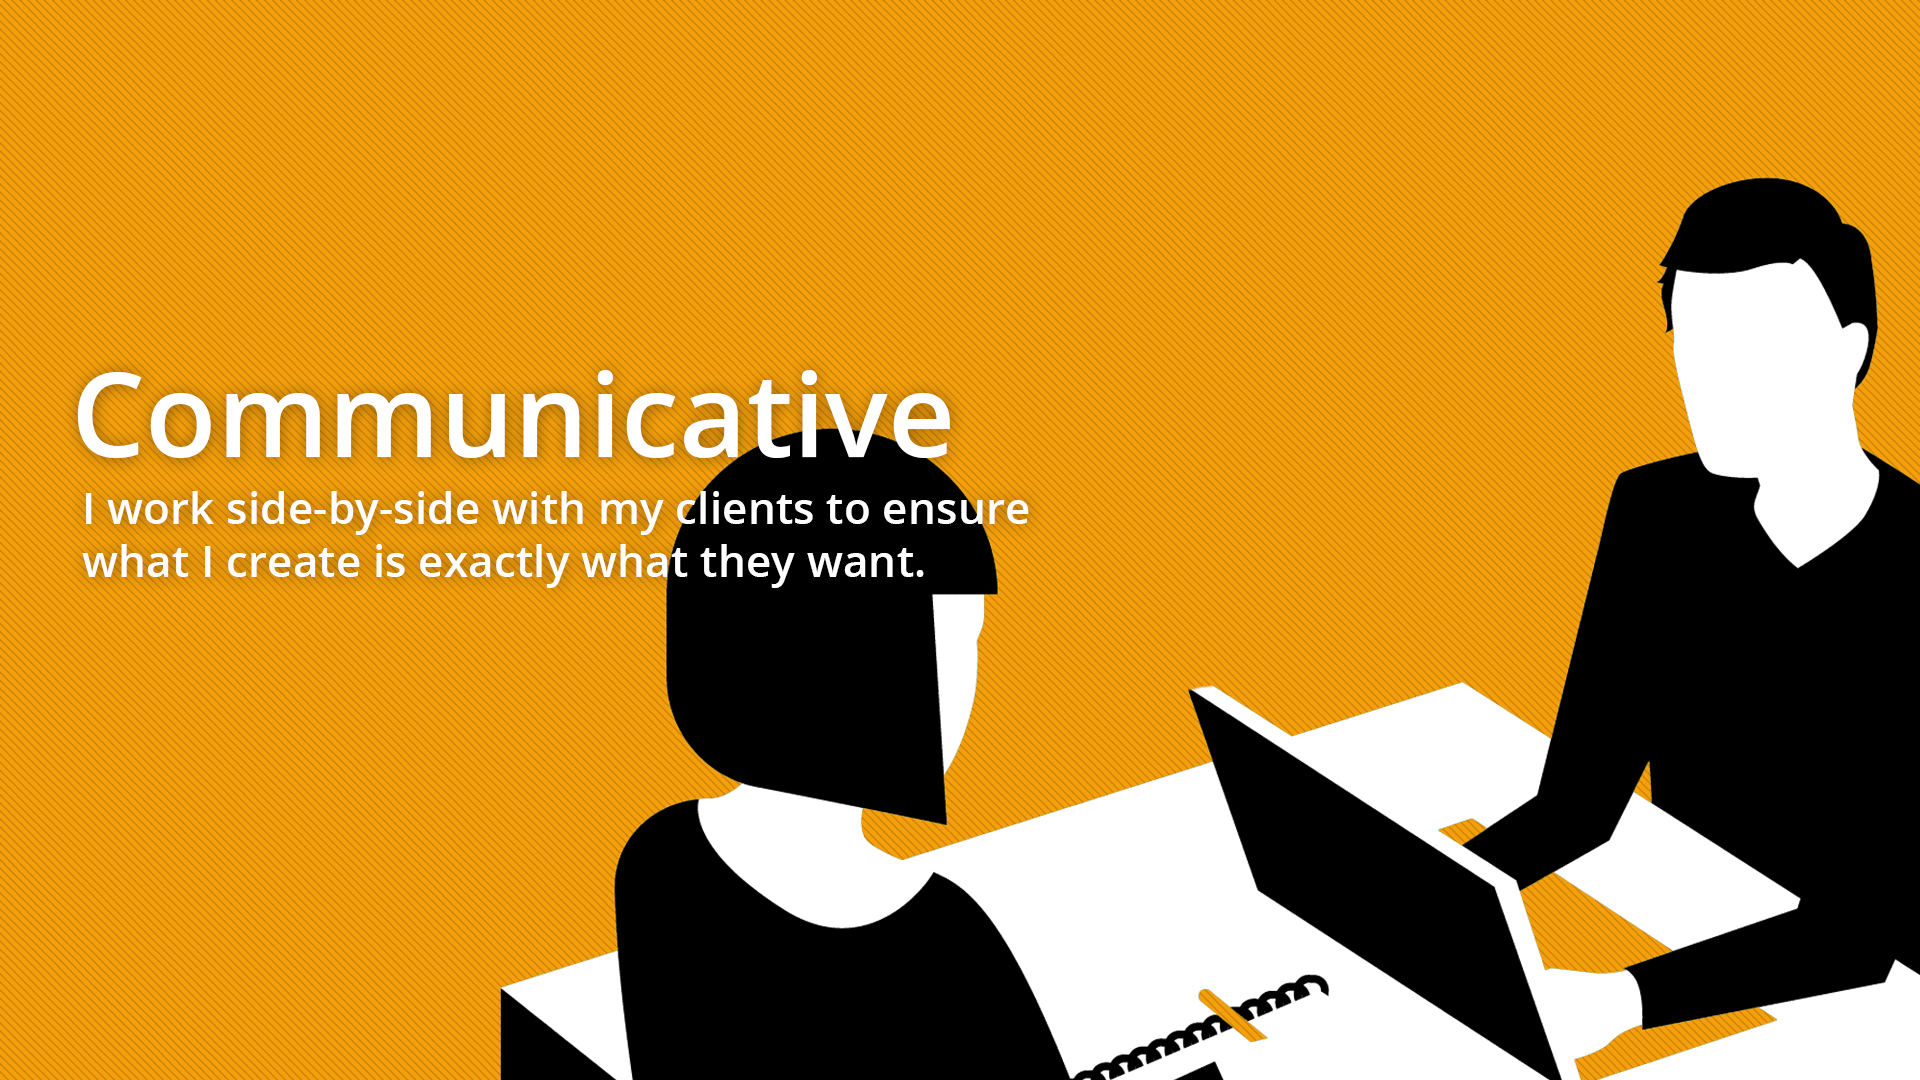 Communicative
I work side-by-side with my clients to ensure
what I create is exactly what they want.